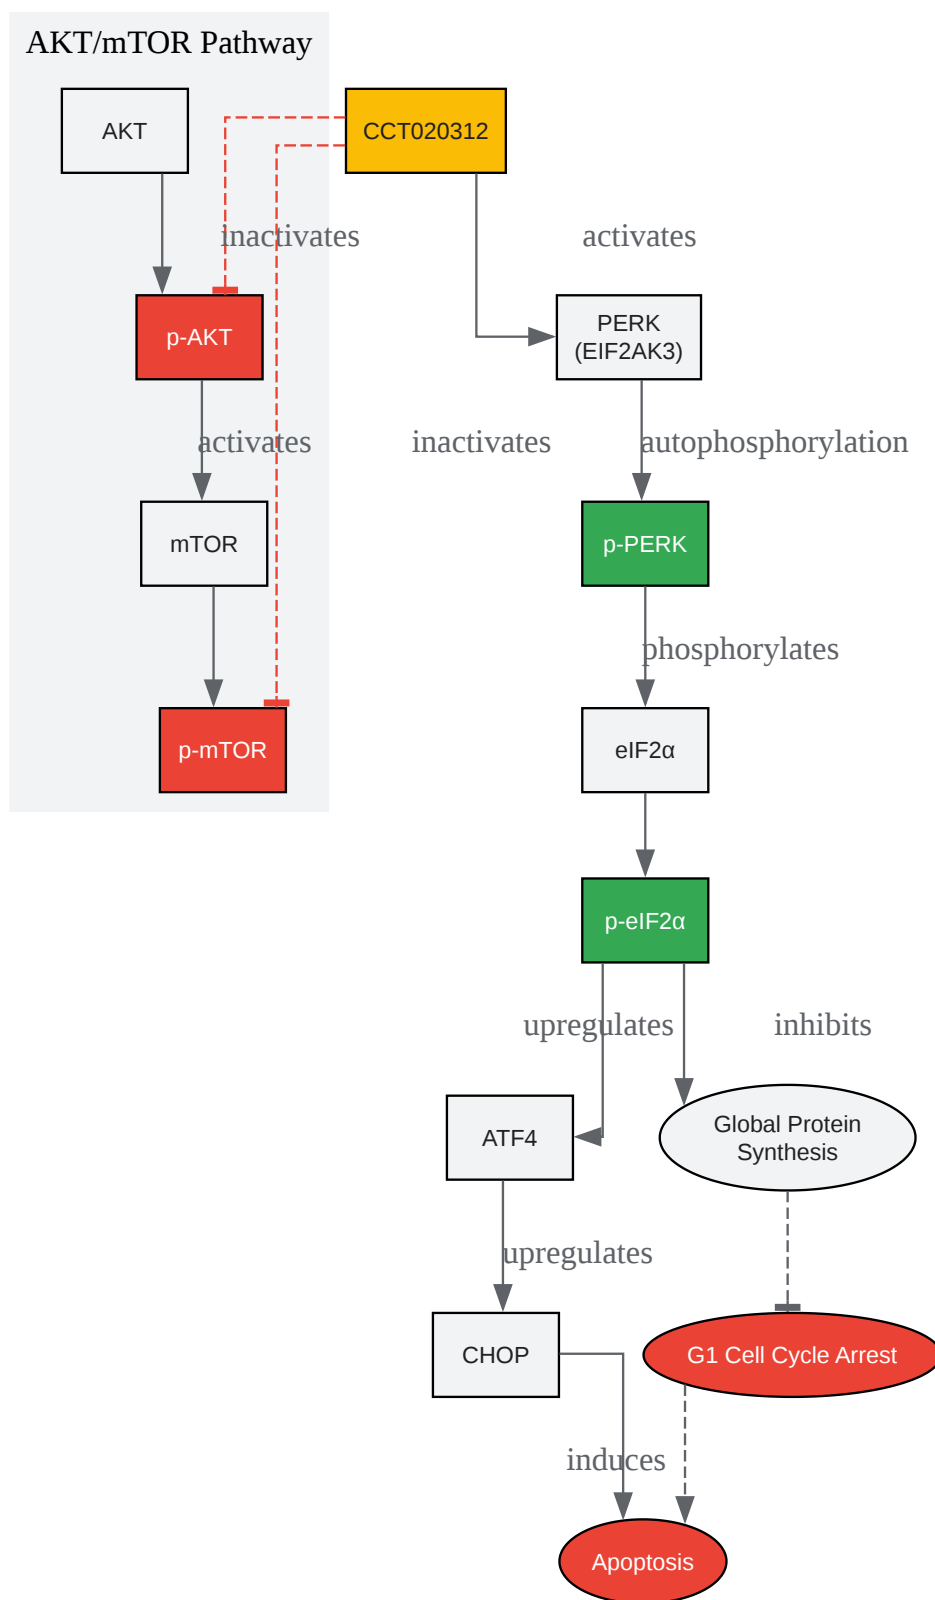 AKT/mTOR Pathway
AKT
CCT020312
inactivates
activates
p-AKT
PERK
(EIF2AK3)
activates
inactivates
autophosphorylation
mTOR
p-PERK
phosphorylates
p-mTOR
eIF2α
p-eIF2α
upregulates
inhibits
ATF4
Global Protein
Synthesis
upregulates
CHOP
G1 Cell Cycle Arrest
induces
Apoptosis